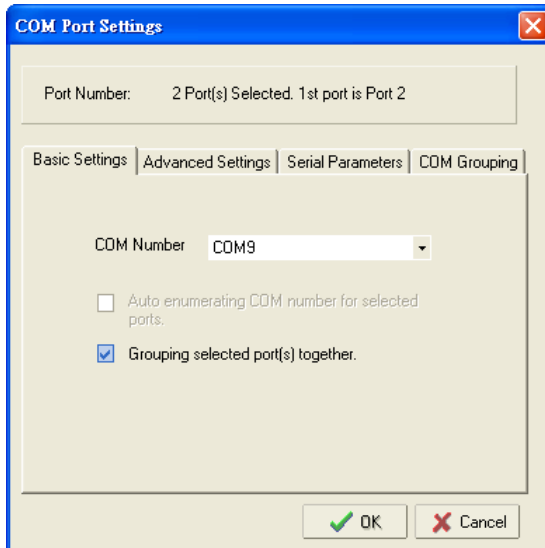 COM Port Settings
Port Number: 2 Port(s) Selected. 1st port is Port 2
Basic Settings Advanced Settings Serial Parameters COM Grouping
COM Number COM9
Auto enumerating COM number for selected
ports.
Grouping selected port(s) together.
OK Cancel